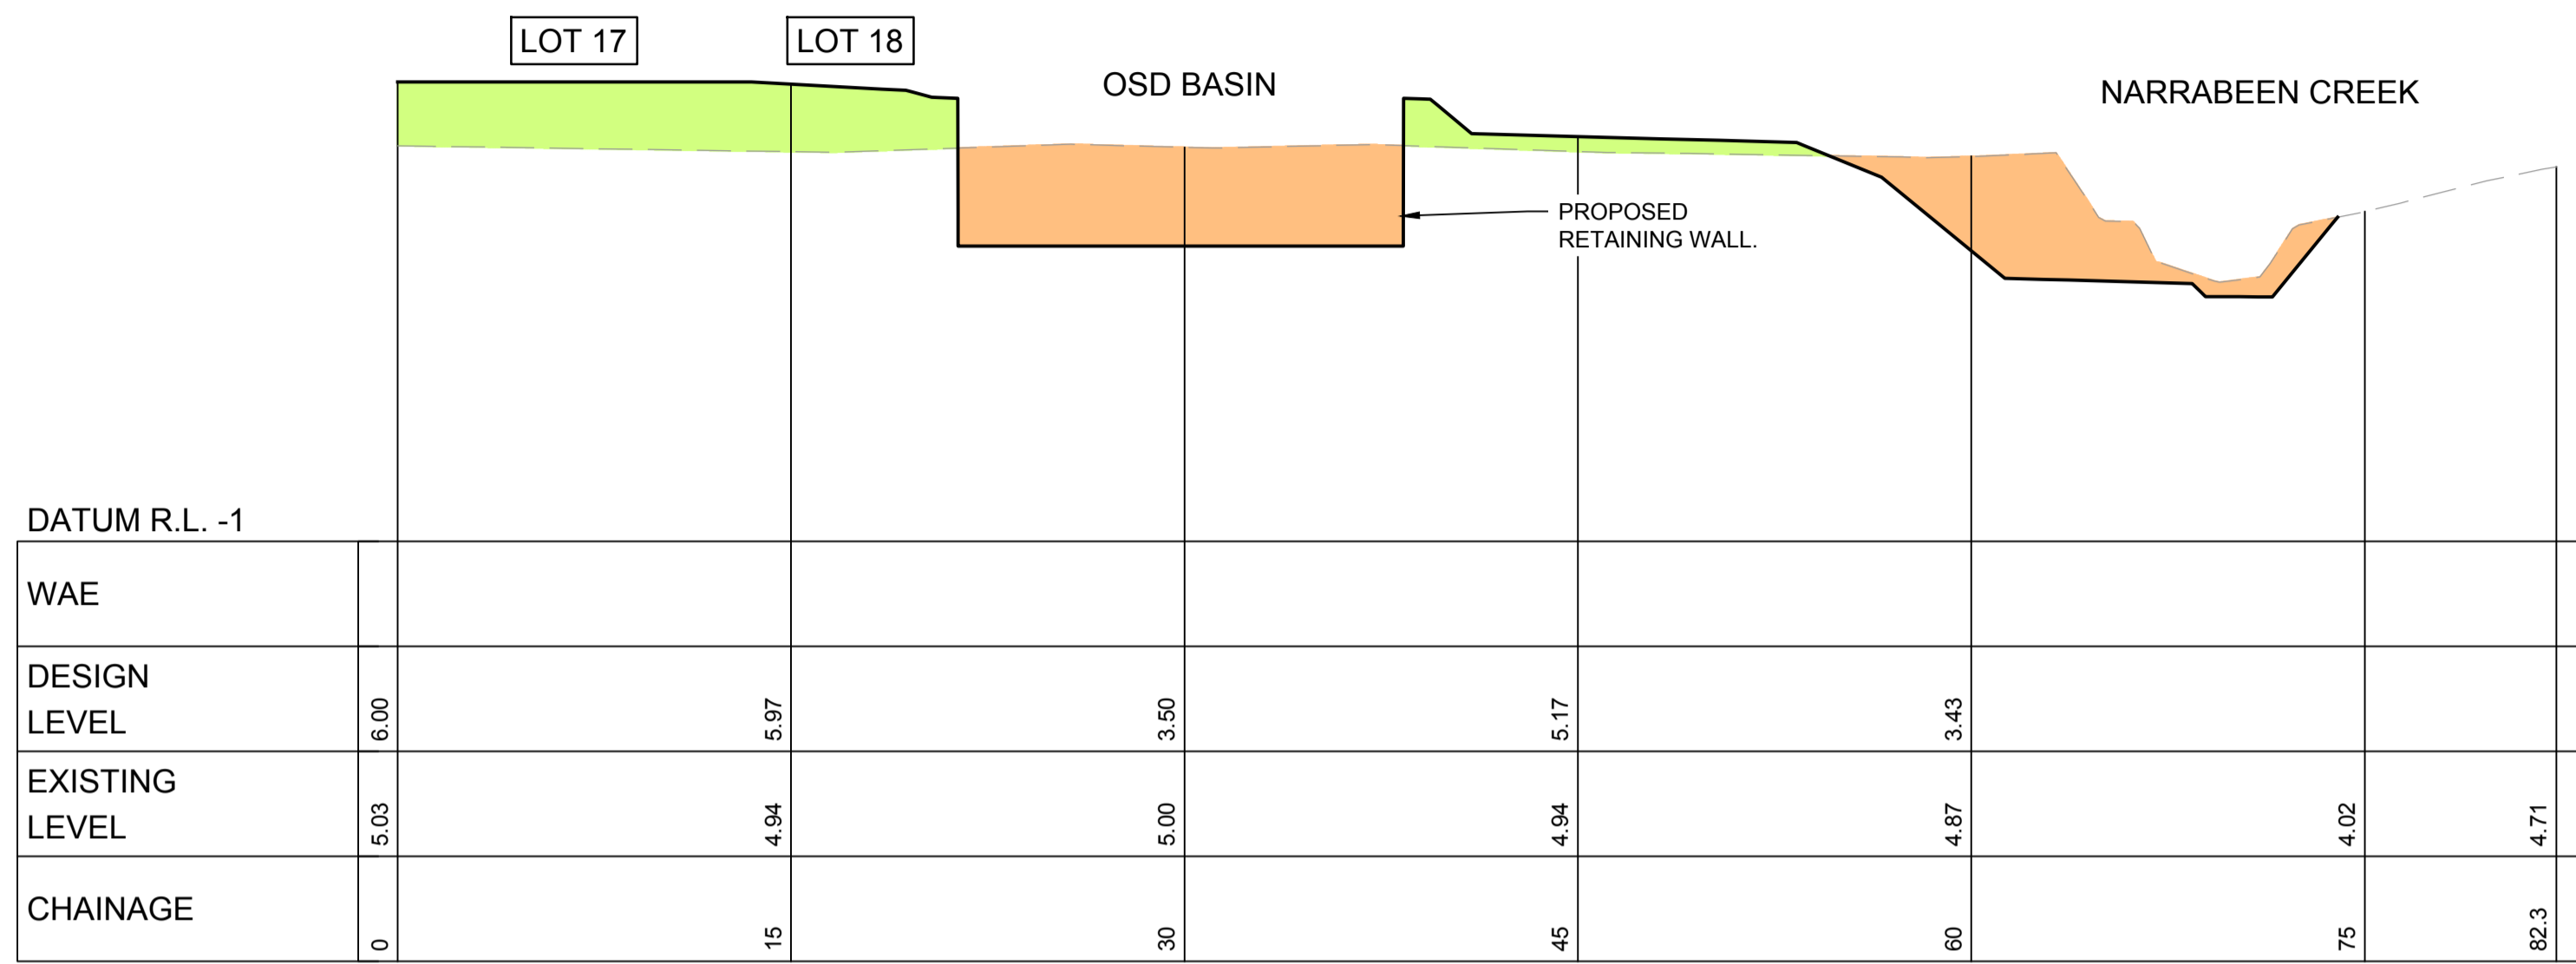 LOT 17
LOT 18
OSD BASIN
NARRABEEN CREEK
PROPOSED
RETAINING WALL.
DATUM R.L. -1
WAE
DESIGN
LEVEL
6.00
5.97
3.50
5.17
3.43
EXISTING
LEVEL
5.03
4.94
5.00
4.94
4.87
4.02
4.71
CHAINAGE
0
15
30
45
60
75
82.3